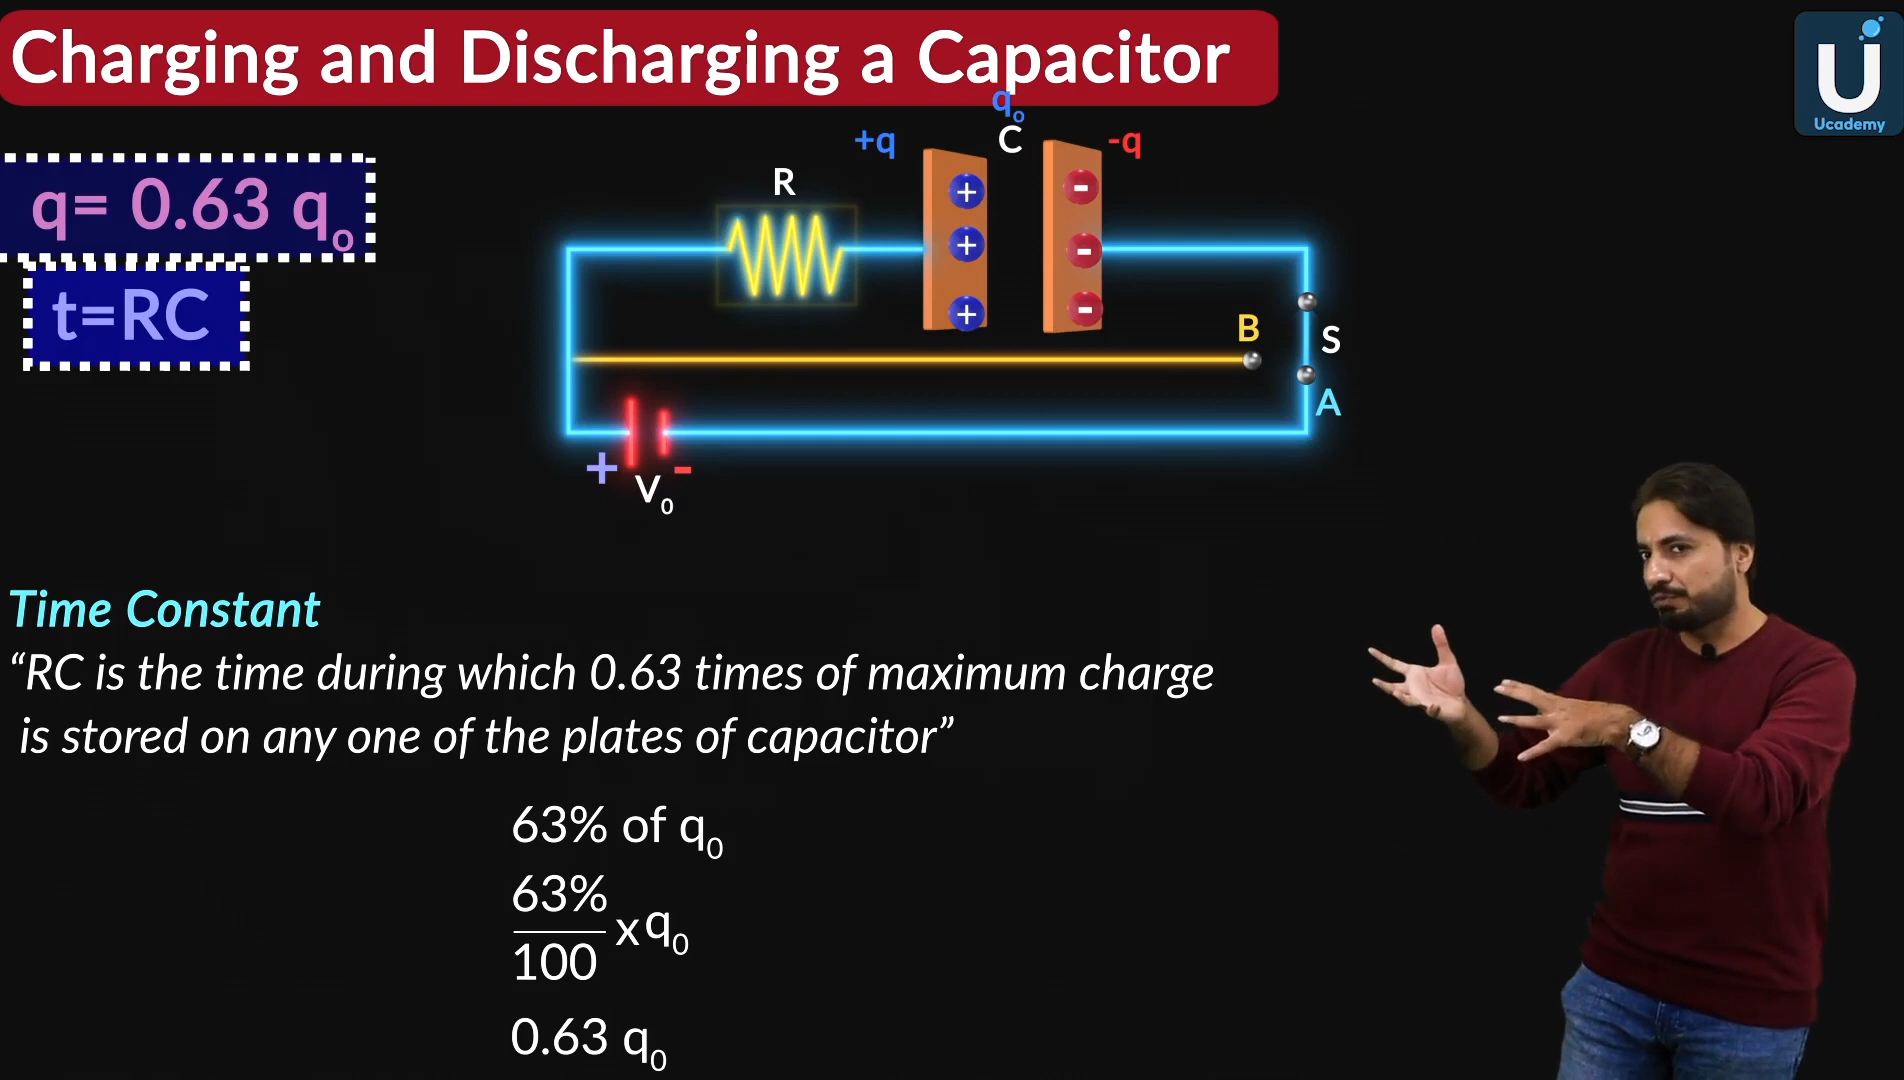 Charging and Discharging a Capacitor
Ucademy
q= 0.63 qo
t=RC
+q
qo
C
-q
R
+ + +
- - -
B
S
A
+ -
V0
Time Constant
“RC is the time during which 0.63 times of maximum charge
is stored on any one of the plates of capacitor”
63% of q0
63%
100
x q0
0.63 q0